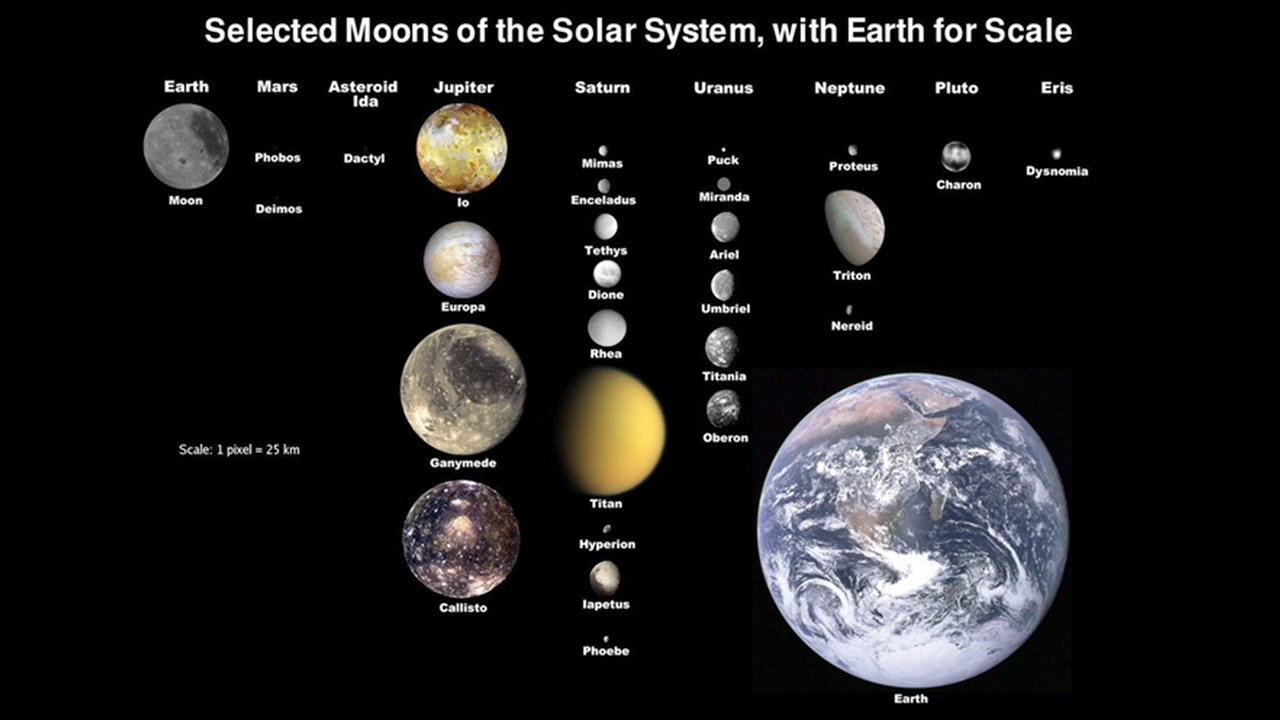 Selected Moons of the Solar System, with Earth for Scale
Earth
Mars
Asteroid
Ida
Jupiter
Saturn
Uranus
Neptune
Pluto
Eris
Moon
Phobos
Deimos
Dactyl
Io
Europa
Ganymede
Callisto
Mimas
Enceladus
Tethys
Dione
Rhea
Titan
Hyperion
Iapetus
Phoebe
Puck
Miranda
Ariel
Umbriel
Titania
Oberon
Proteus
Triton
Nereid
Charon
Dysnomia
Scale: 1 pixel = 25 km
Earth